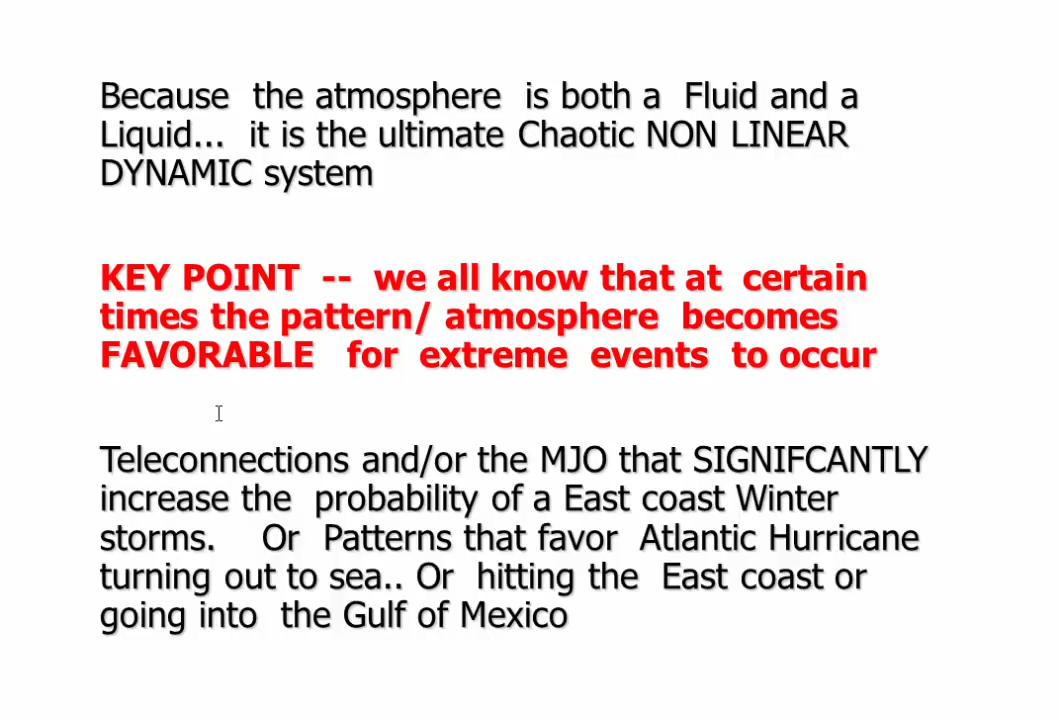 Because  the atmosphere  is both a  Fluid and a
Liquid...  it is the ultimate Chaotic NON LINEAR
DYNAMIC system
KEY POINT  --  we all know that at  certain
times the pattern/ atmosphere  becomes
FAVORABLE   for  extreme  events  to occur
Teleconnections and/or the MJO that SIGNIFCANTLY
increase the  probability of a East coast Winter
storms.    Or  Patterns that favor  Atlantic Hurricane
turning out to sea.. Or  hitting the  East coast or
going into  the Gulf of Mexico